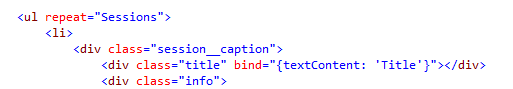 <ul repeat="Sessions">
<li>
<div class="session__caption">
<div class="title" bind="{textContent: 'Title'}"></div>
<div class="info">